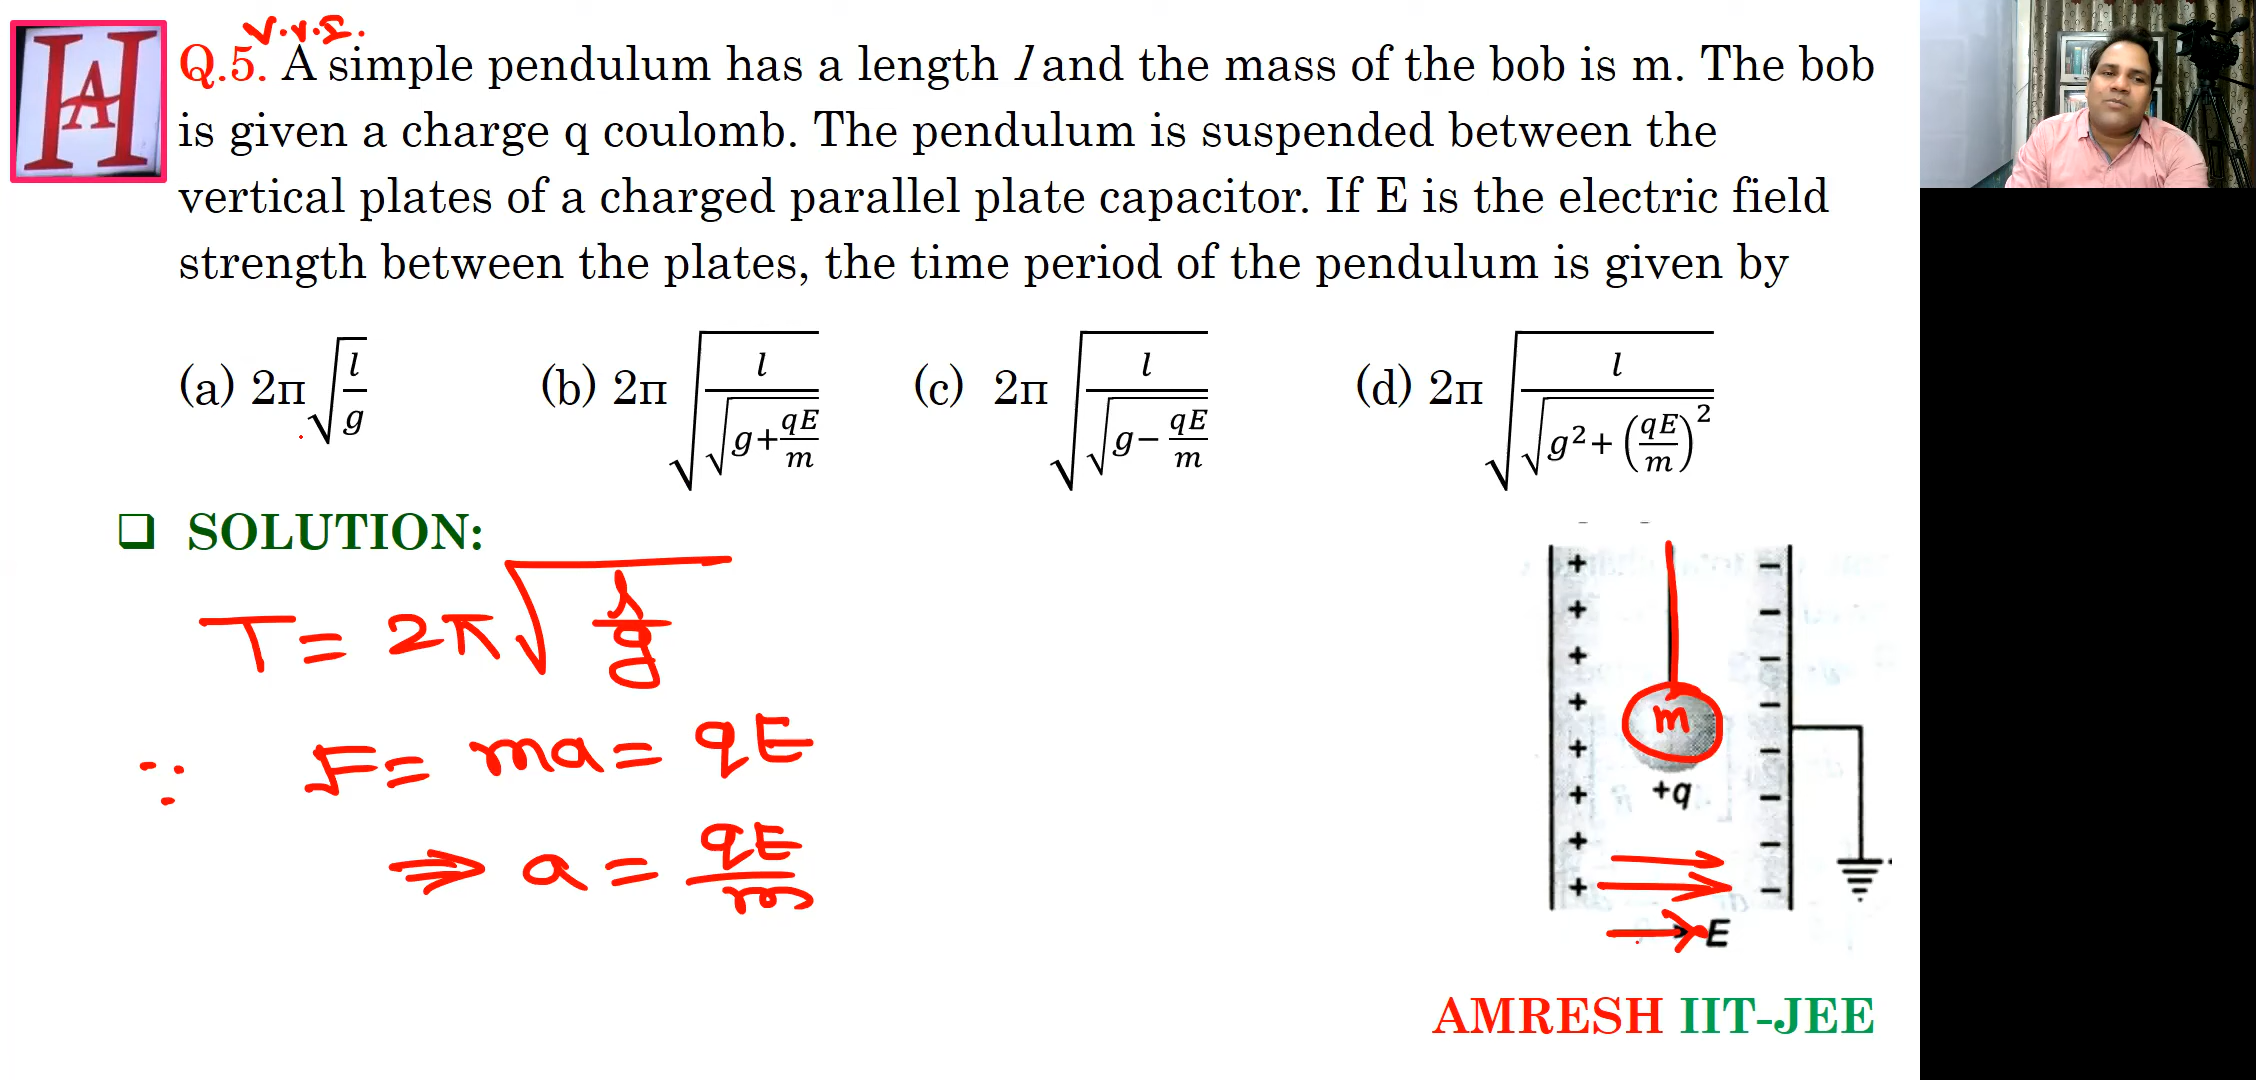 V.V.I.
Q.5. A simple pendulum has a length l and the mass of the bob is m. The bob
is given a charge q coulomb. The pendulum is suspended between the
vertical plates of a charged parallel plate capacitor. If E is the electric field
strength between the plates, the time period of the pendulum is given by
(a) 2π √(l/g) (b) 2π √(l/√(g+qE/m)) (c) 2π √(l/√(g−qE/m)) (d) 2π √(l/√(g²+(qE/m)²))
❑ SOLUTION:
T = 2π √(l/g)
∵ F = ma = qE
⇒ a = qE/m
m
+q
E
AMRESH IIT-JEE
HA